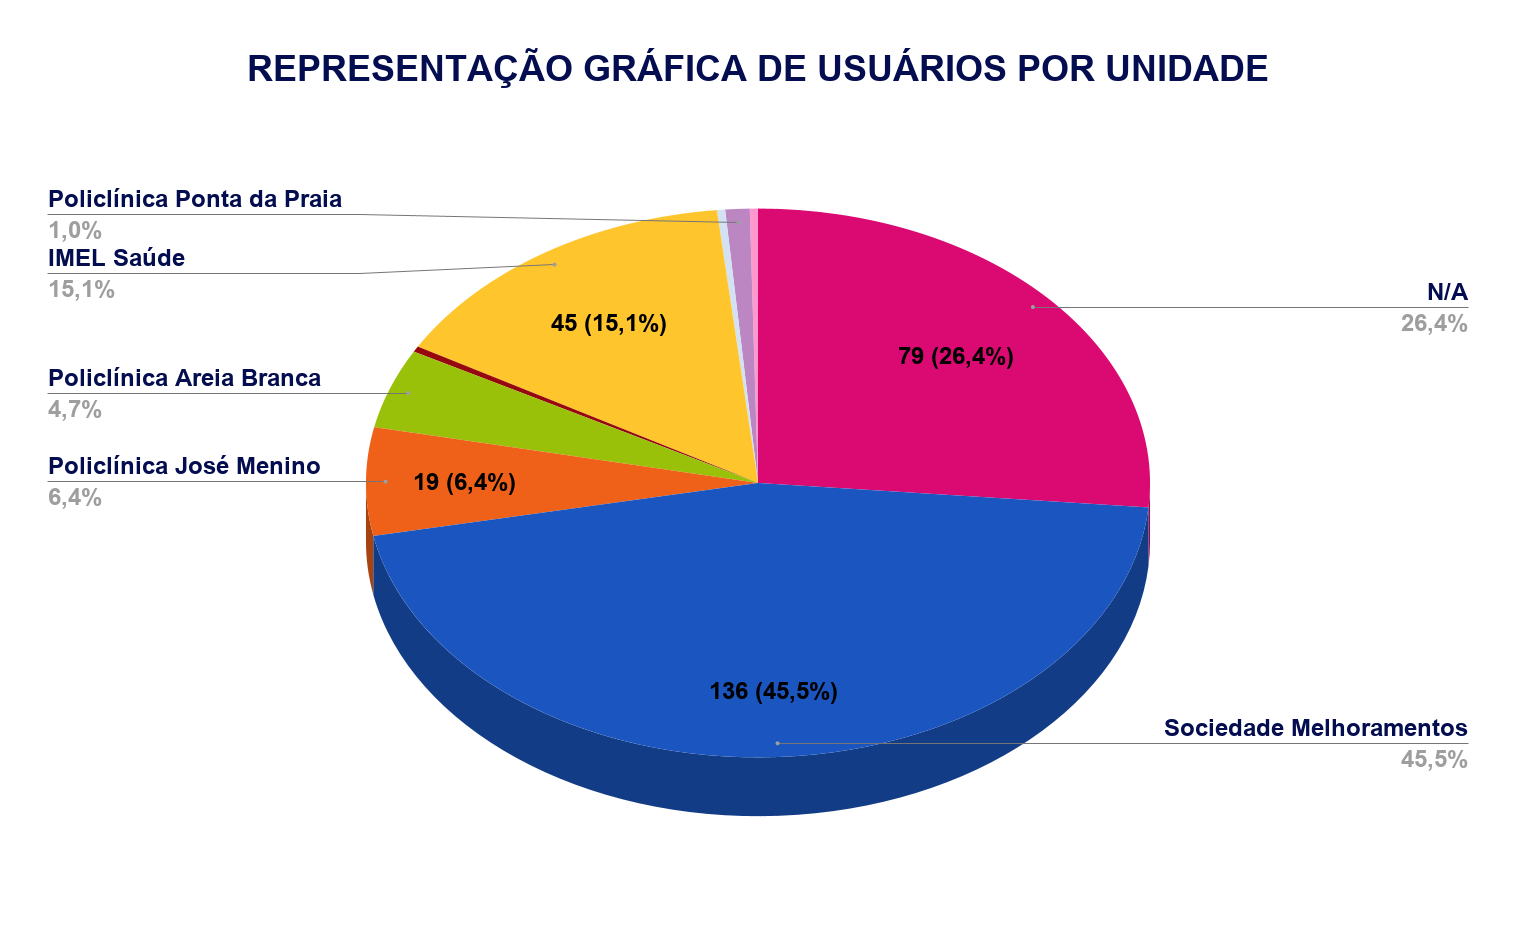 REPRESENTAÇÃO GRÁFICA DE USUÁRIOS POR UNIDADE
Policlínica Ponta da Praia
1,0%
IMEL Saúde
15,1%
Policlínica Areia Branca
4,7%
Policlínica José Menino
6,4%
45 (15,1%)
79 (26,4%)
19 (6,4%)
136 (45,5%)
N/A
26,4%
Sociedade Melhoramentos
45,5%